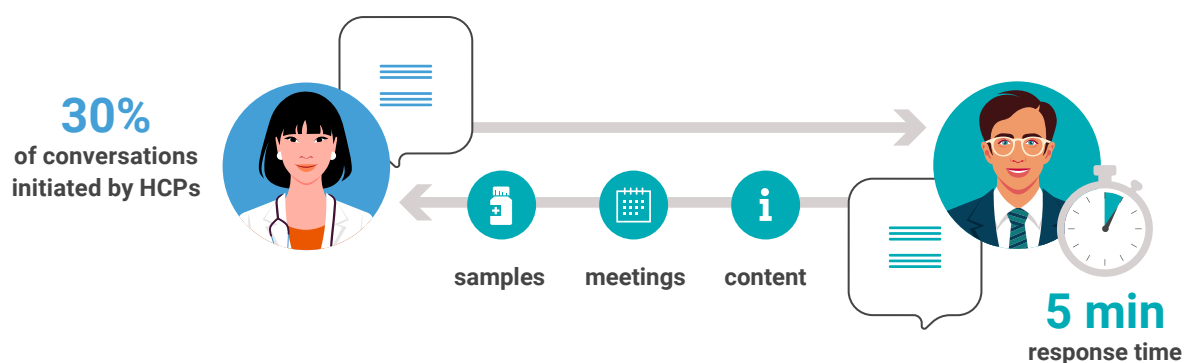 30%
of conversations
initiated by HCPs
samples
meetings
content
5 min
response time